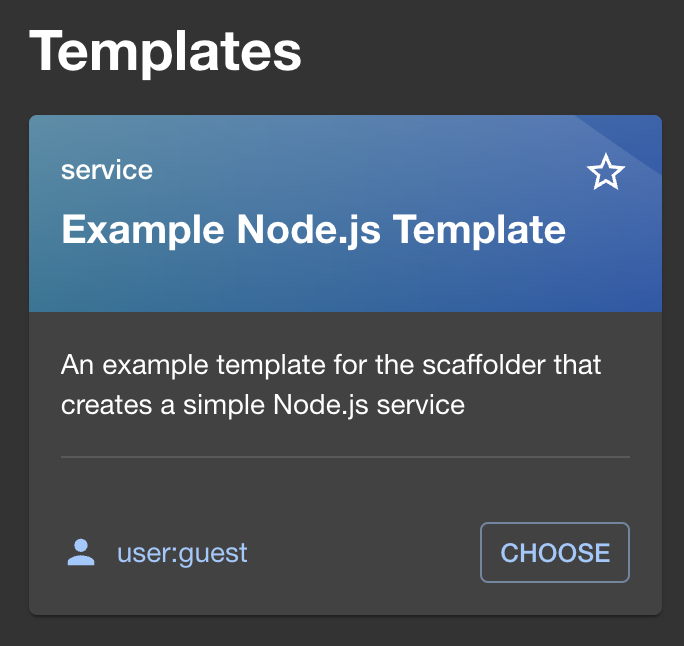 Templates
service
Example Node.js Template
An example template for the scaffolder that
creates a simple Node.js service
user:guest
CHOOSE